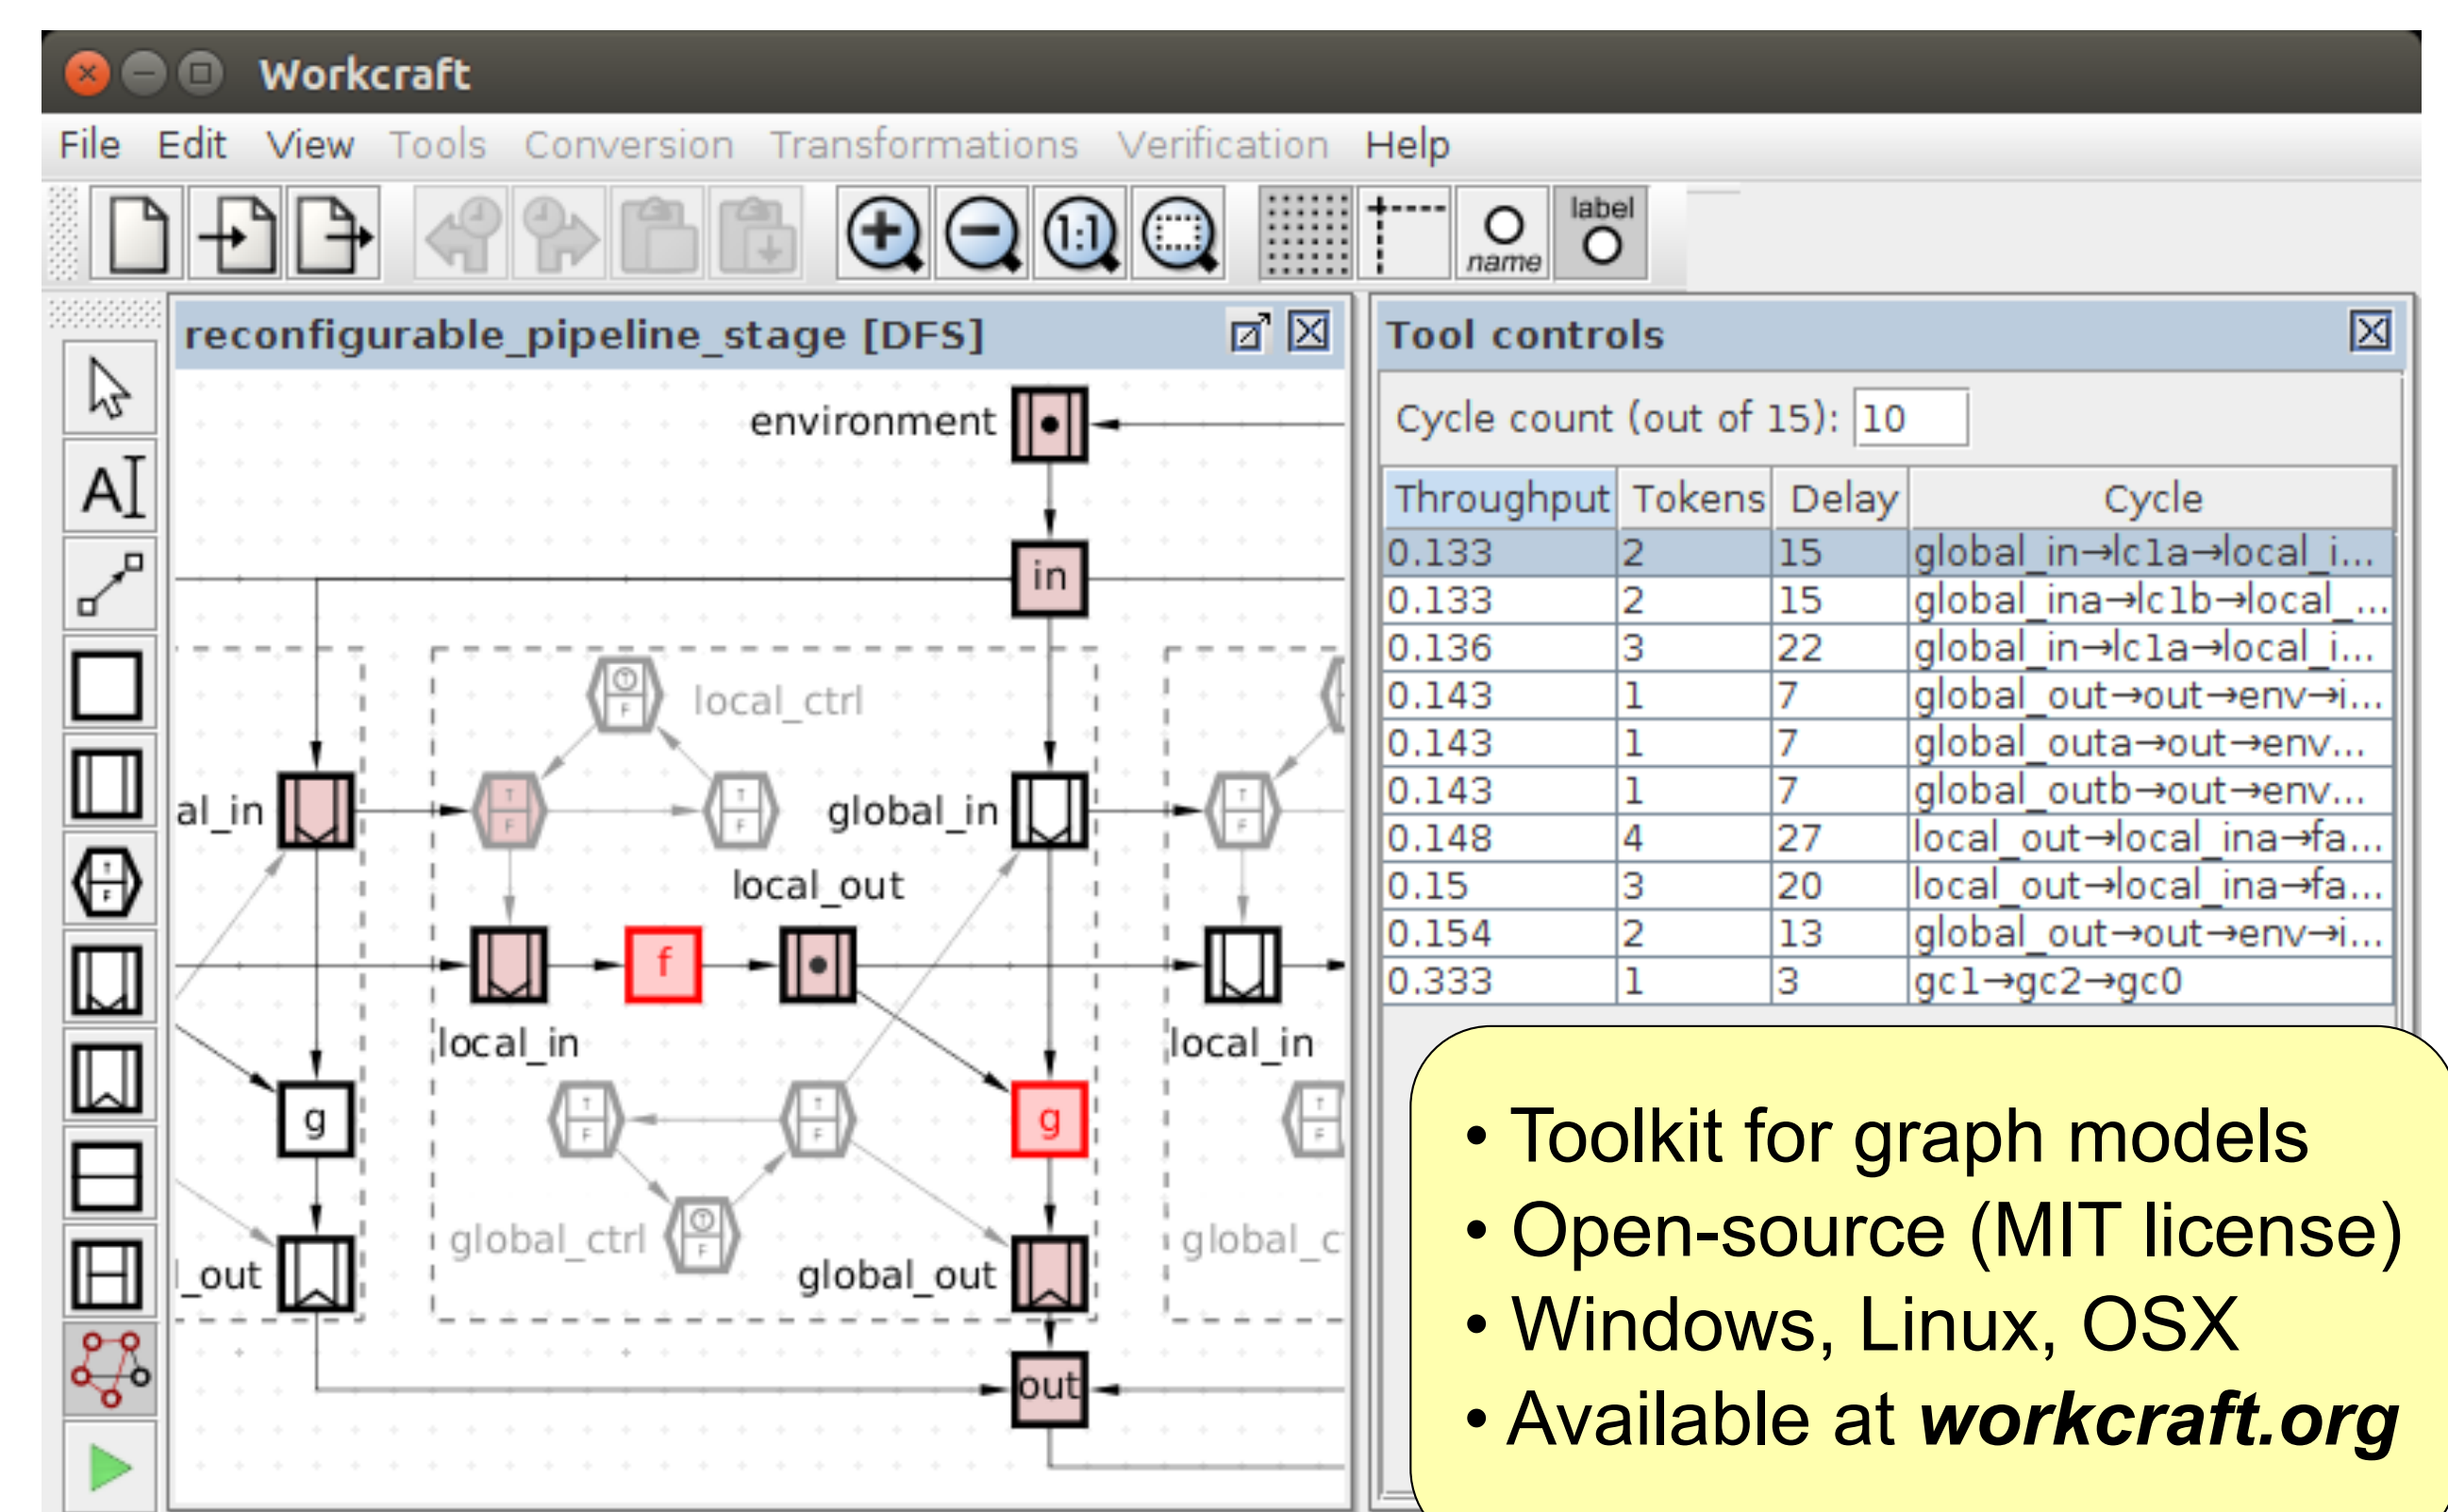 Workcraft
File Edit View Tools Conversion Transformations Verification Help
1:1 name label
reconfigurable_pipeline_stage [DFS]
environment
in
local_ctrl
al_in
global_in
local_out
f
local_in
local_in
g
g
global_ctrl
global_c
_out
global_out
out
Tool controls
Cycle count (out of 15): 10
Throughput Tokens Delay Cycle
0.133 2 15 global_in→lc1a→local_i...
0.133 2 15 global_ina→lc1b→local_...
0.136 3 22 global_in→lc1a→local_i...
0.143 1 7 global_out→out→env→i...
0.143 1 7 global_outa→out→env...
0.143 1 7 global_outb→out→env...
0.148 4 27 local_out→local_ina→fa...
0.15 3 20 local_out→local_ina→fa...
0.154 2 13 global_out→out→env→i...
0.333 1 3 gc1→gc2→gc0
• Toolkit for graph models
• Open-source (MIT license)
• Windows, Linux, OSX
• Available at workcraft.org